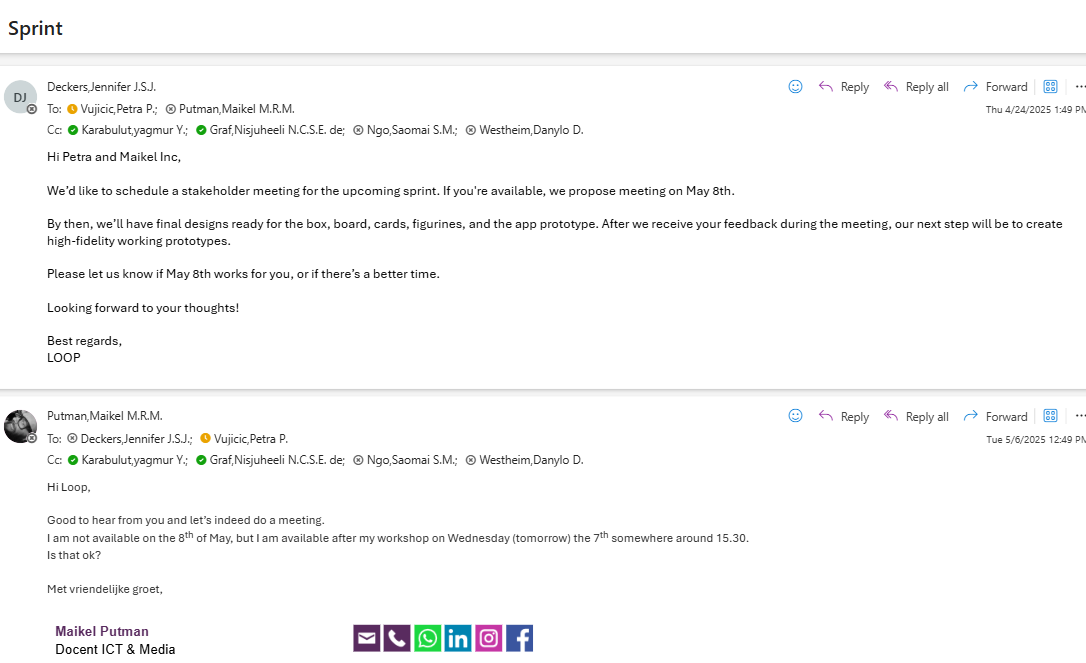 Sprint
DJ
Deckers,Jennifer J.S.J.
Reply
Reply all
Forward
To: Vujicic,Petra P.; Putman,Maikel M.R.M.
Thu 4/24/2025 1:49 PM
Cc: Karabulut,yagmur Y.; Graf,Nisjuheeli N.C.S.E. de; Ngo,Saomai S.M.; Westheim,Danylo D.
Hi Petra and Maikel Inc,
We’d like to schedule a stakeholder meeting for the upcoming sprint. If you're available, we propose meeting on May 8th.
By then, we’ll have final designs ready for the box, board, cards, figurines, and the app prototype. After we receive your feedback during the meeting, our next step will be to create
high-fidelity working prototypes.
Please let us know if May 8th works for you, or if there’s a better time.
Looking forward to your thoughts!
Best regards,
LOOP
Putman,Maikel M.R.M.
Reply
Reply all
Forward
To: Deckers,Jennifer J.S.J.; Vujicic,Petra P.
Tue 5/6/2025 12:49 PM
Cc: Karabulut,yagmur Y.; Graf,Nisjuheeli N.C.S.E. de; Ngo,Saomai S.M.; Westheim,Danylo D.
Hi Loop,
Good to hear from you and let’s indeed do a meeting.
I am not available on the 8th of May, but I am available after my workshop on Wednesday (tomorrow) the 7th somewhere around 15.30.
Is that ok?
Met vriendelijke groet,
Maikel Putman
Docent ICT & Media